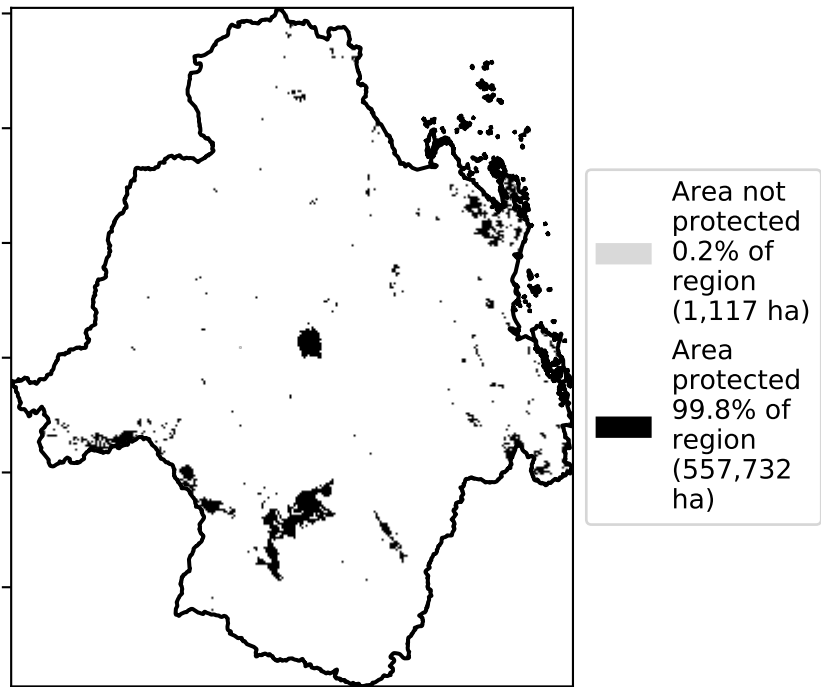 Area not
protected
0.2% of
region
(1,117 ha)
Area
protected
99.8% of
region
(557,732
ha)